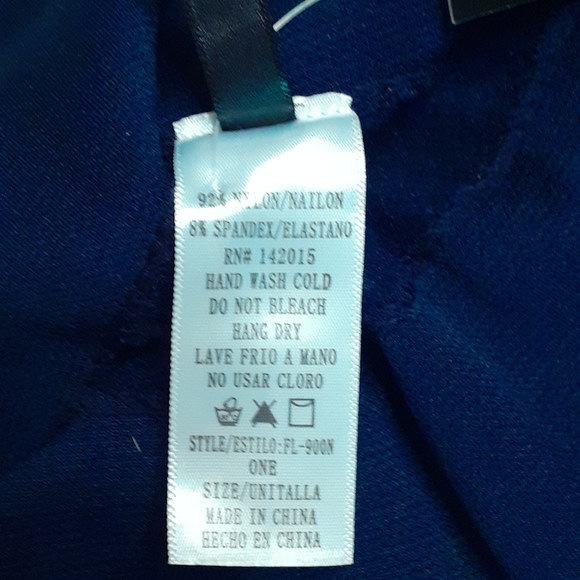 92% NYLON/NAILON
8% SPANDEX/ELASTANO
RN# 142015
HAND WASH COLD
DO NOT BLEACH
HANG DRY
LAVE FRIO A MANO
NO USAR CLORO
STYLE/ESTILO:FL-900N
ONE
SIZE/UNITALLA
MADE IN CHINA
HECHO EN CHINA